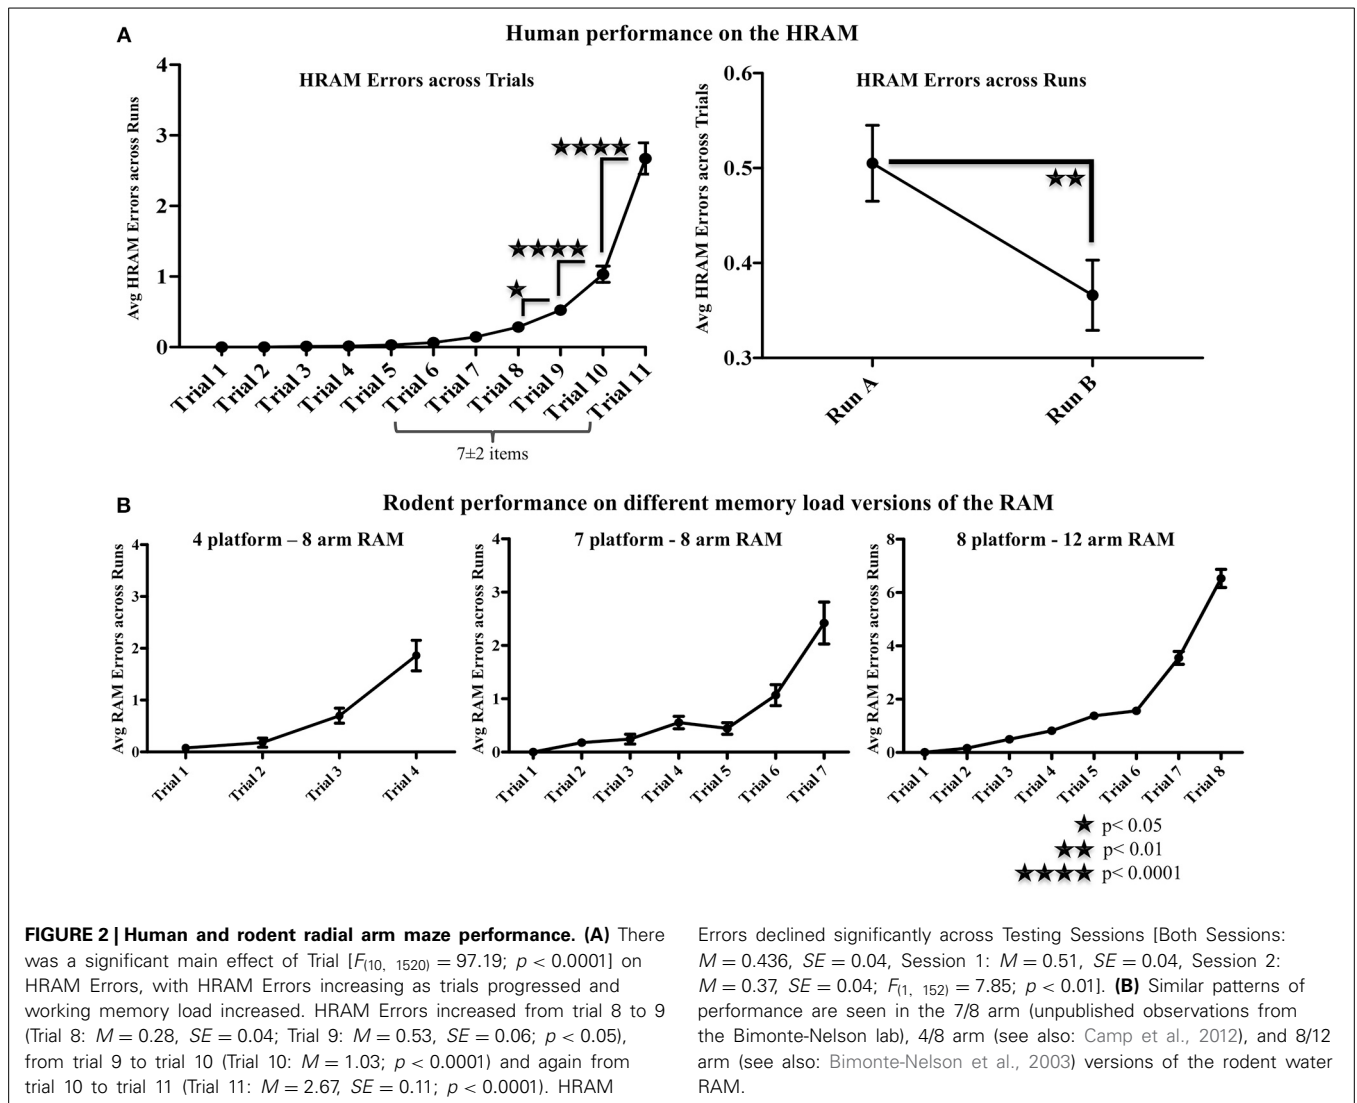 A
Human performance on the HRAM
HRAM Errors across Trials
Avg HRAM Errors across Runs
4
3
2
1
0
Trial 1
Trial 2
Trial 3
Trial 4
Trial 5
Trial 6
Trial 7
Trial 8
Trial 9
Trial 10
Trial 11
7±2 items
HRAM Errors across Runs
Avg HRAM Errors across Trials
0.6
0.5
0.4
0.3
Run A
Run B
B
Rodent performance on different memory load versions of the RAM
4 platform – 8 arm RAM
Avg RAM Errors across Runs
4
3
2
1
0
Trial 1
Trial 2
Trial 3
Trial 4
7 platform - 8 arm RAM
Avg RAM Errors across Runs
4
3
2
1
0
Trial 1
Trial 2
Trial 3
Trial 4
Trial 5
Trial 6
Trial 7
8 platform - 12 arm RAM
Avg RAM Errors across Runs
8
6
4
2
0
Trial 1
Trial 2
Trial 3
Trial 4
Trial 5
Trial 6
Trial 7
Trial 8
★ p< 0.05
★★ p< 0.01
★★★★ p< 0.0001
FIGURE 2 | Human and rodent radial arm maze performance. (A) There
was a significant main effect of Trial [F(10, 1520) = 97.19; p < 0.0001] on
HRAM Errors, with HRAM Errors increasing as trials progressed and
working memory load increased. HRAM Errors increased from trial 8 to 9
(Trial 8: M = 0.28, SE = 0.04; Trial 9: M = 0.53, SE = 0.06; p < 0.05),
from trial 9 to trial 10 (Trial 10: M = 1.03; p < 0.0001) and again from
trial 10 to trial 11 (Trial 11: M = 2.67, SE = 0.11; p < 0.0001). HRAM
Errors declined significantly across Testing Sessions [Both Sessions:
M = 0.436, SE = 0.04, Session 1: M = 0.51, SE = 0.04, Session 2:
M = 0.37, SE = 0.04; F(1, 152) = 7.85; p < 0.01]. (B) Similar patterns of
performance are seen in the 7/8 arm (unpublished observations from
the Bimonte-Nelson lab), 4/8 arm (see also: Camp et al., 2012), and 8/12
arm (see also: Bimonte-Nelson et al., 2003) versions of the rodent water
RAM.